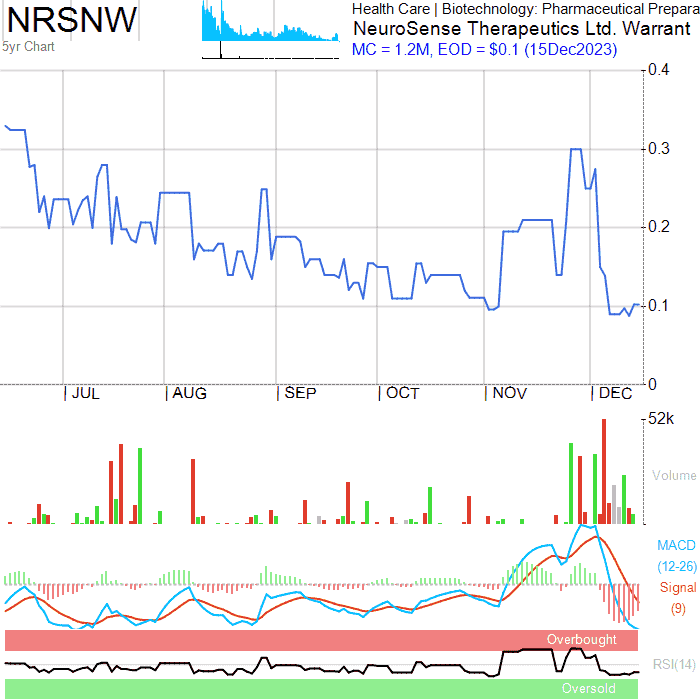 NRSNW
5yr Chart
Health Care | Biotechnology: Pharmaceutical Prepara
NeuroSense Therapeutics Ltd. Warrant
MC = 1.2M, EOD = $0.1 (15Dec2023)
0.4
0.3
0.2
0.1
0
JUL AUG SEP OCT NOV DEC
52k
Volume
MACD
(12-26)
Signal
(9)
Overbought
RSI(14)
Oversold